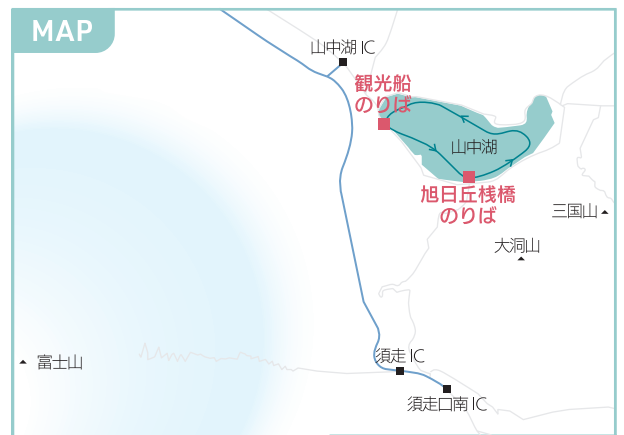 MAP
山中湖 IC
観光船
のりば
山中湖
旭日丘桟橋
のりば
三国山
大洞山
須走 IC
富士山
須走口南 IC